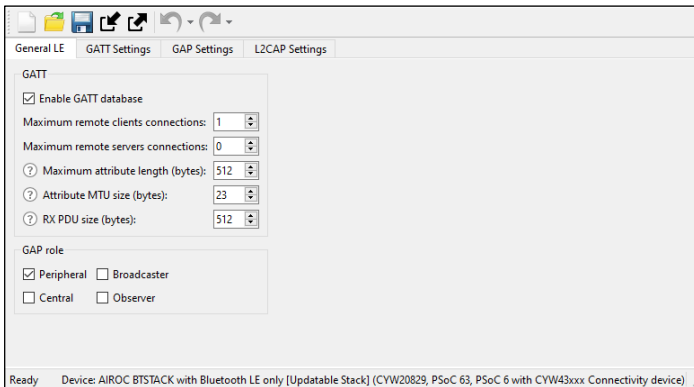 General LE GATT Settings GAP Settings L2CAP Settings
GATT
Enable GATT database
Maximum remote clients connections: 1
Maximum remote servers connections: 0
? Maximum attribute length (bytes): 512
? Attribute MTU size (bytes): 23
? RX PDU size (bytes): 512
GAP role
Peripheral Broadcaster
Central Observer
Ready Device: AIROC BTSTACK with Bluetooth LE only [Updatable Stack] (CYW20829, PSoC 63, PSoC 6 with CYW43xxx Connectivity device)